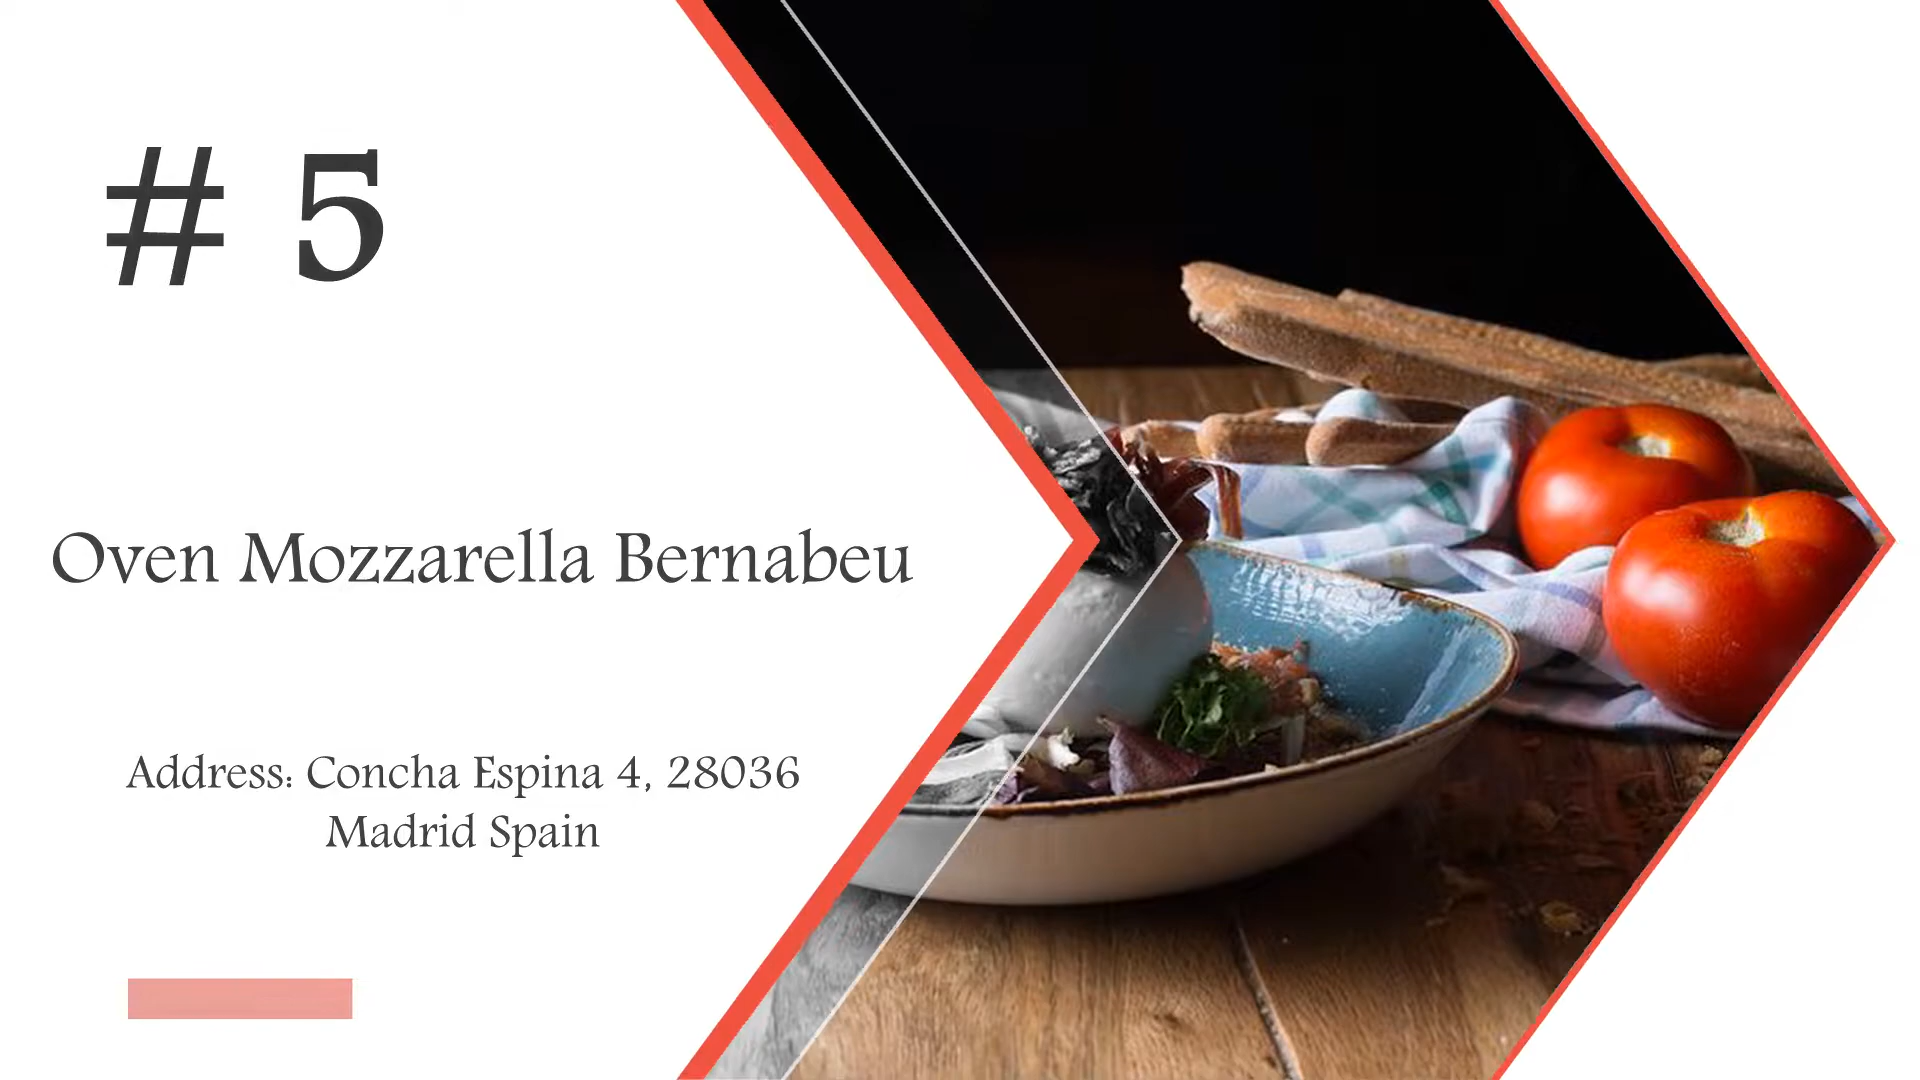 # 5
Oven Mozzarella Bernabeu
Address: Concha Espina 4, 28036
Madrid Spain